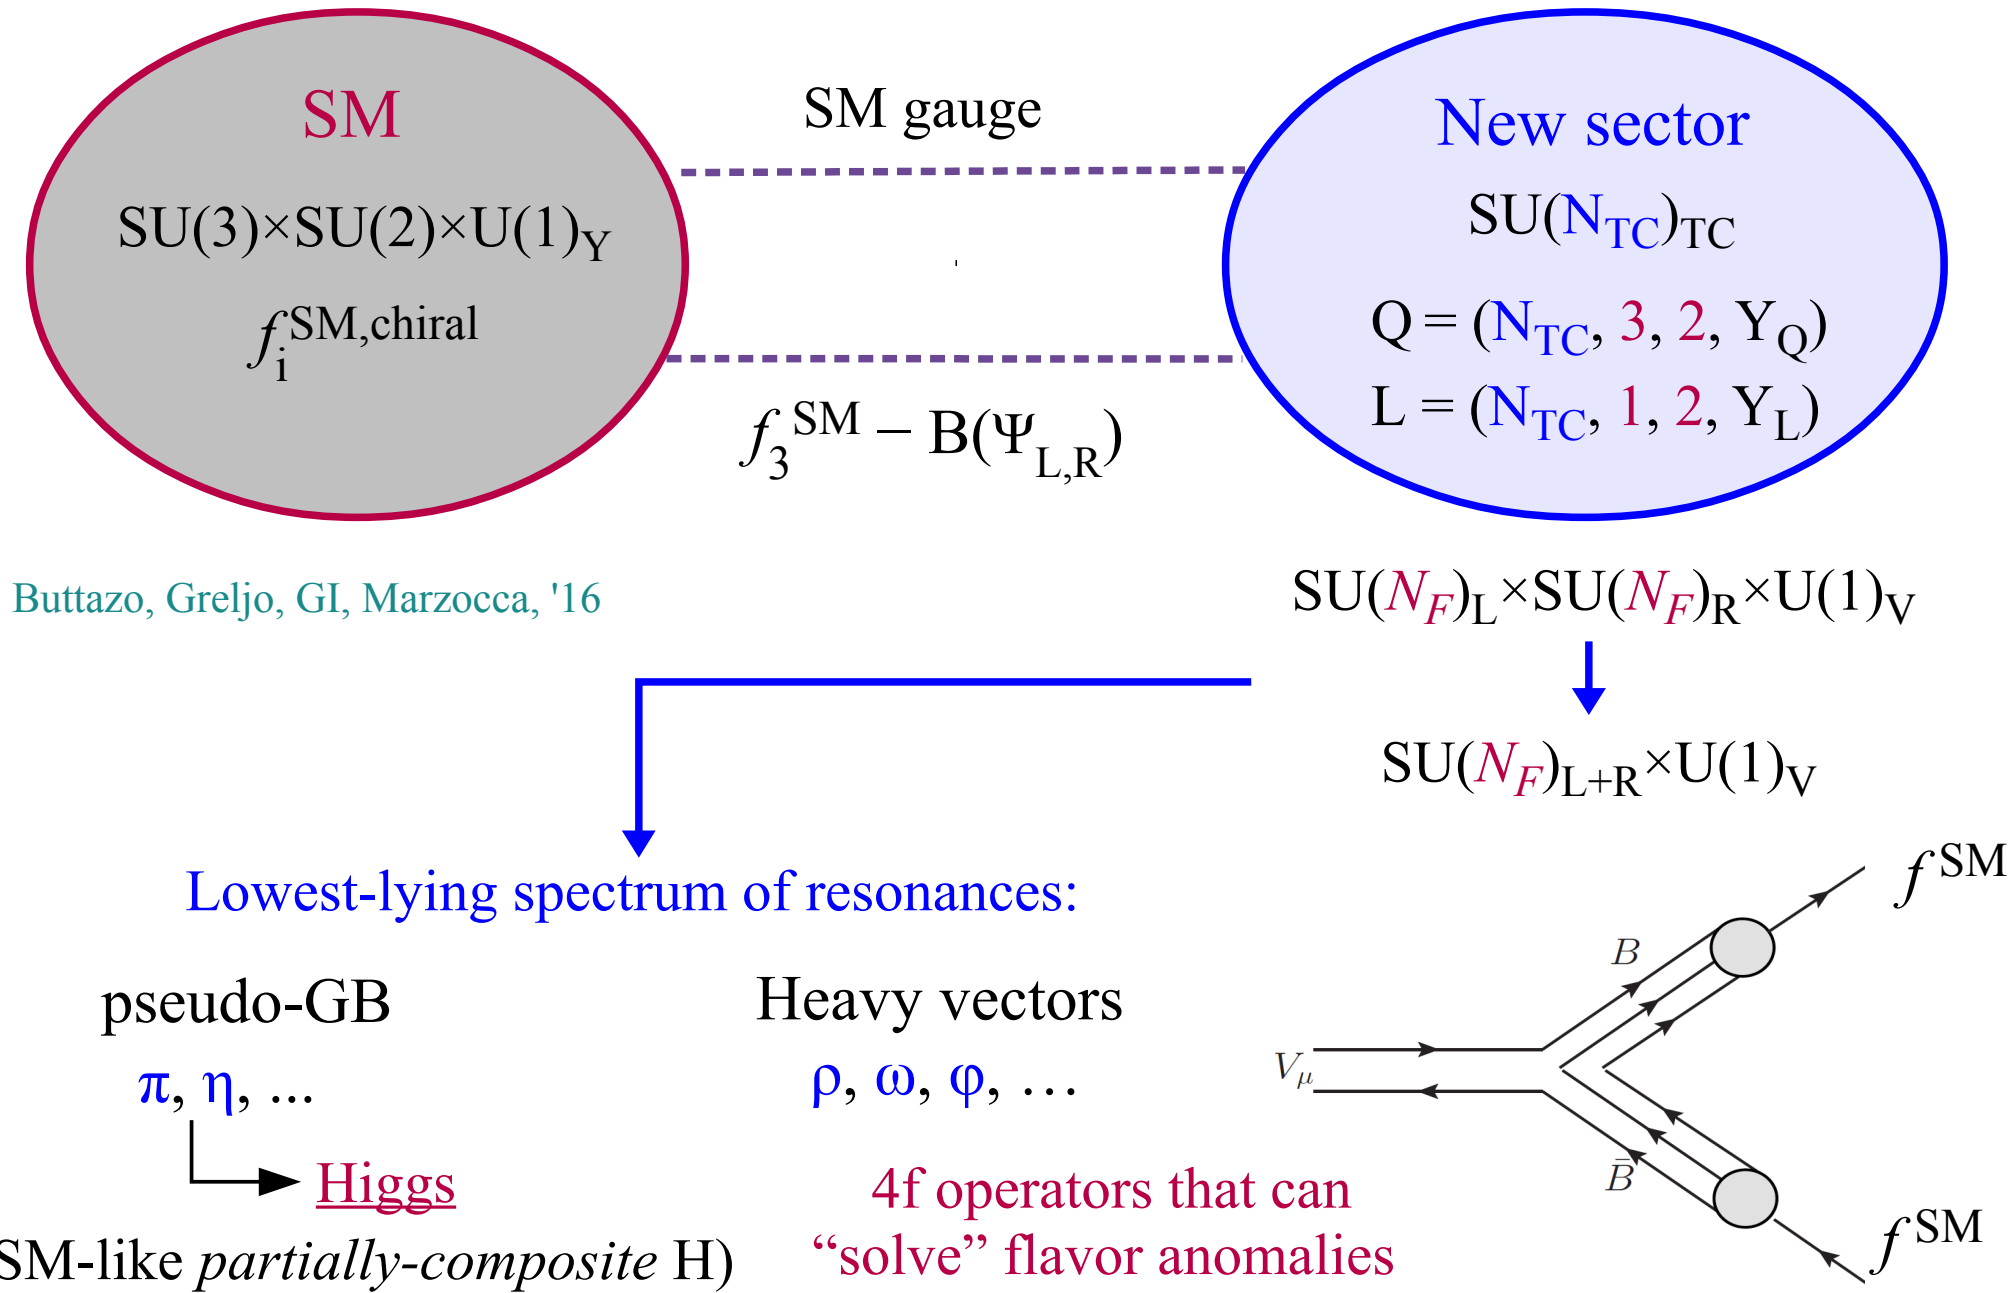 SM
SU(3)×SU(2)×U(1)Y
fiSM,chiral
SM gauge
f3SM – B(ΨL,R)
New sector
SU(NTC)TC
Q = (NTC, 3, 2, YQ)
L = (NTC, 1, 2, YL)
Buttazo, Greljo, GI, Marzocca, '16
SU(NF)L×SU(NF)R×U(1)V
SU(NF)L+R×U(1)V
Lowest-lying spectrum of resonances:
pseudo-GB
π, η, ...
Higgs
SM-like partially-composite H)
Heavy vectors
ρ, ω, φ, …
4f operators that can
“solve” flavor anomalies
f SM
B
Vμ
B̄
f SM